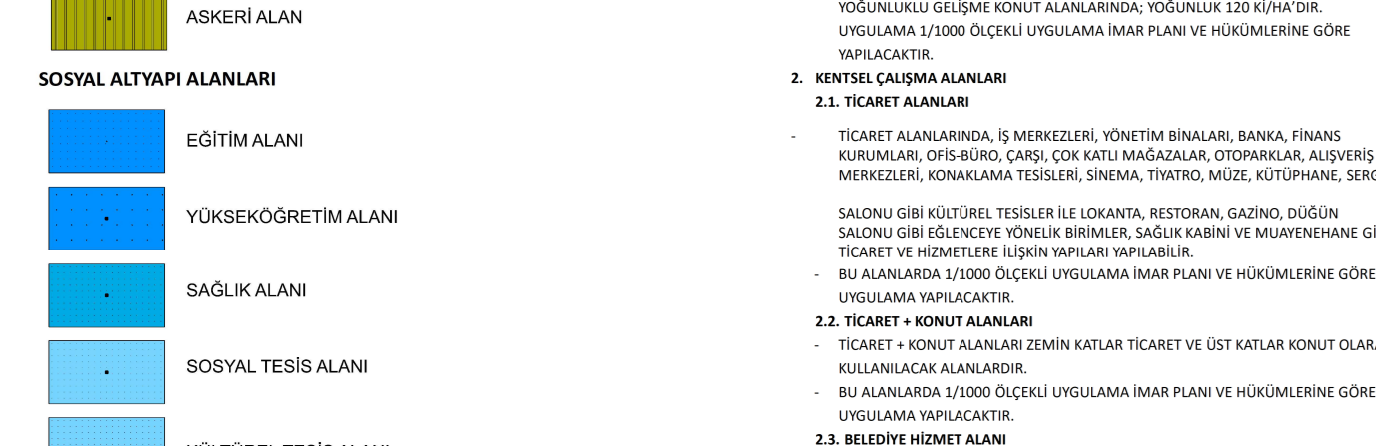 ASKERİ ALAN
SOSYAL ALTYAPI ALANLARI
EĞİTİM ALANI
YÜKSEKÖĞRETİM ALANI
SAĞLIK ALANI
SOSYAL TESİS ALANI
YOĞUNLUKLU GELİŞME KONUT ALANLARINDA; YOĞUNLUK 120 Kİ/HA’DIR.
UYGULAMA 1/1000 ÖLÇEKLİ UYGULAMA İMAR PLANI VE HÜKÜMLERİNE GÖRE
YAPILACAKTIR.
2. KENTSEL ÇALIŞMA ALANLARI
2.1. TİCARET ALANLARI
- TİCARET ALANLARINDA, İŞ MERKEZLERİ, YÖNETİM BİNALARI, BANKA, FİNANS
KURUMLARI, OFİS-BÜRO, ÇARŞI, ÇOK KATLI MAĞAZALAR, OTOPARKLAR, ALIŞVERİŞ
MERKEZLERİ, KONAKLAMA TESİSLERİ, SİNEMA, TİYATRO, MÜZE, KÜTÜPHANE,
SALONU GİBİ KÜLTÜREL TESİSLER İLE LOKANTA, RESTORAN, GAZİNO, DÜĞÜN
SALONU GİBİ EĞLENCEYE YÖNELİK BİRİMLER, SAĞLIK KABİNİ VE MUAYENEHANE
TİCARET VE HİZMETLERE İLİŞKİN YAPILARI YAPILABİLİR.
- BU ALANLARDA 1/1000 ÖLÇEKLİ UYGULAMA İMAR PLANI VE HÜKÜMLERİNE GÖRE
UYGULAMA YAPILACAKTIR.
2.2. TİCARET + KONUT ALANLARI
- TİCARET + KONUT ALANLARI ZEMİN KATLAR TİCARET VE ÜST KATLAR KONUT
KULLANILACAK ALANLARDIR.
- BU ALANLARDA 1/1000 ÖLÇEKLİ UYGULAMA İMAR PLANI VE HÜKÜMLERİNE GÖRE
UYGULAMA YAPILACAKTIR.
2.3. BELEDİYE HİZMET ALANI